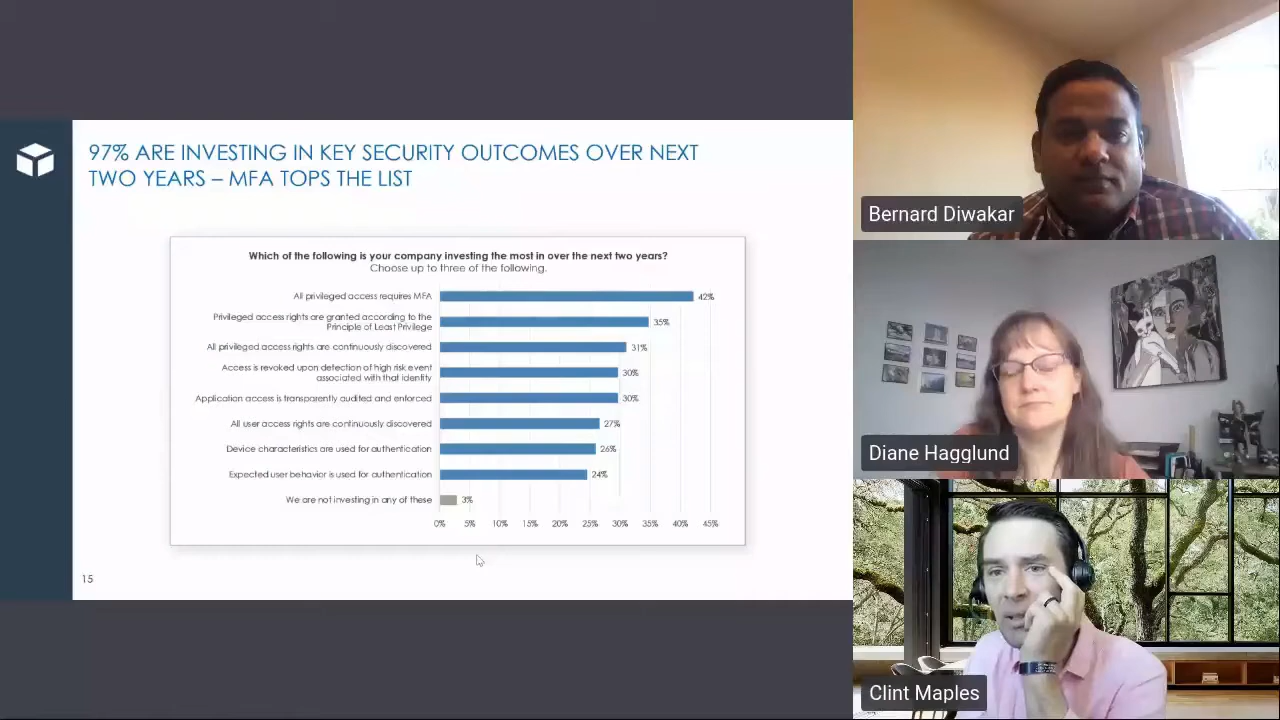 97% ARE INVESTING IN KEY SECURITY OUTCOMES OVER NEXT
TWO YEARS – MFA TOPS THE LIST
Which of the following is your company investing the most in over the next two years?
Choose up to three of the following.
All privileged access requires MFA 42%
Privileged access rights are granted according to the
Principle of Least Privilege 35%
All privileged access rights are continuously discovered 31%
Access is revoked upon detection of high risk event
associated with that identity 30%
Application access is transparently audited and enforced 30%
All user access rights are continuously discovered 27%
Device characteristics are used for authentication 26%
Expected user behavior is used for authentication 24%
We are not investing in any of these 3%
0% 5% 10% 15% 20% 25% 30% 35% 40% 45%
15
Bernard Diwakar
Diane Hagglund
Clint Maples